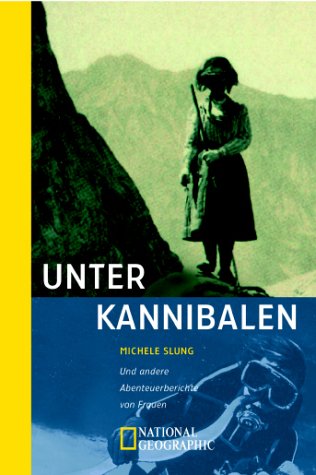 UNTER
KANNIBALEN
MICHELE SLUNG
Und andere
Abenteuerberichte
von Frauen
NATIONAL
GEOGRAPHIC